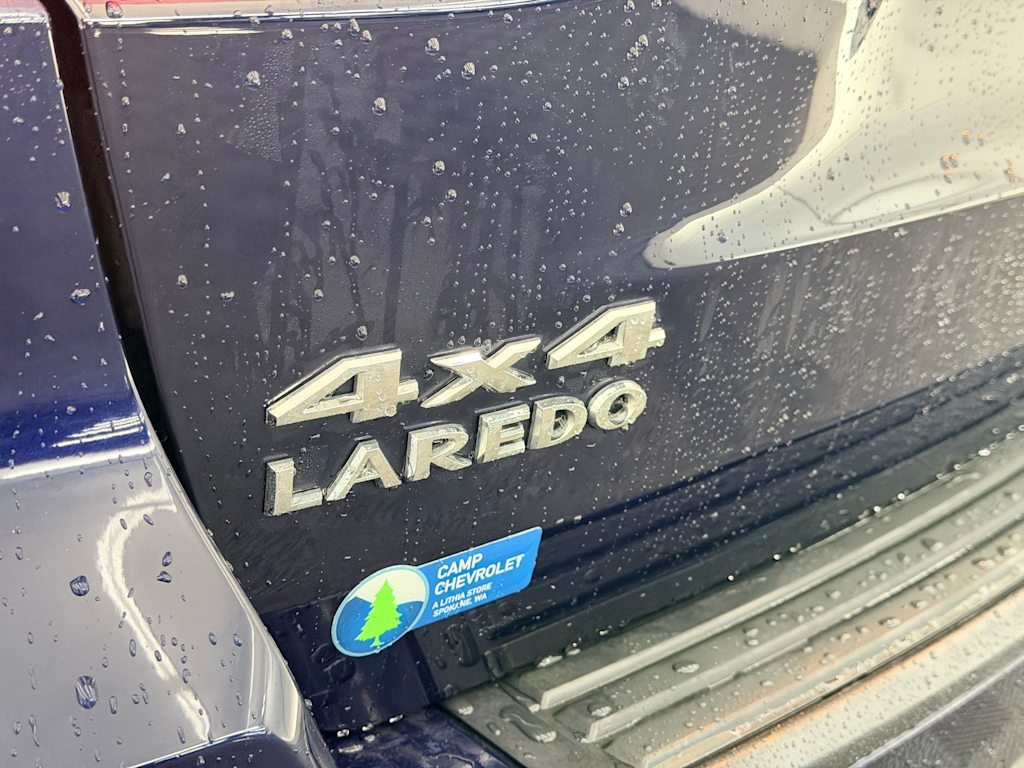 4x4
LAREDO
CAMP
CHEVROLET
A LITHIA STORE
SPOKANE, WA